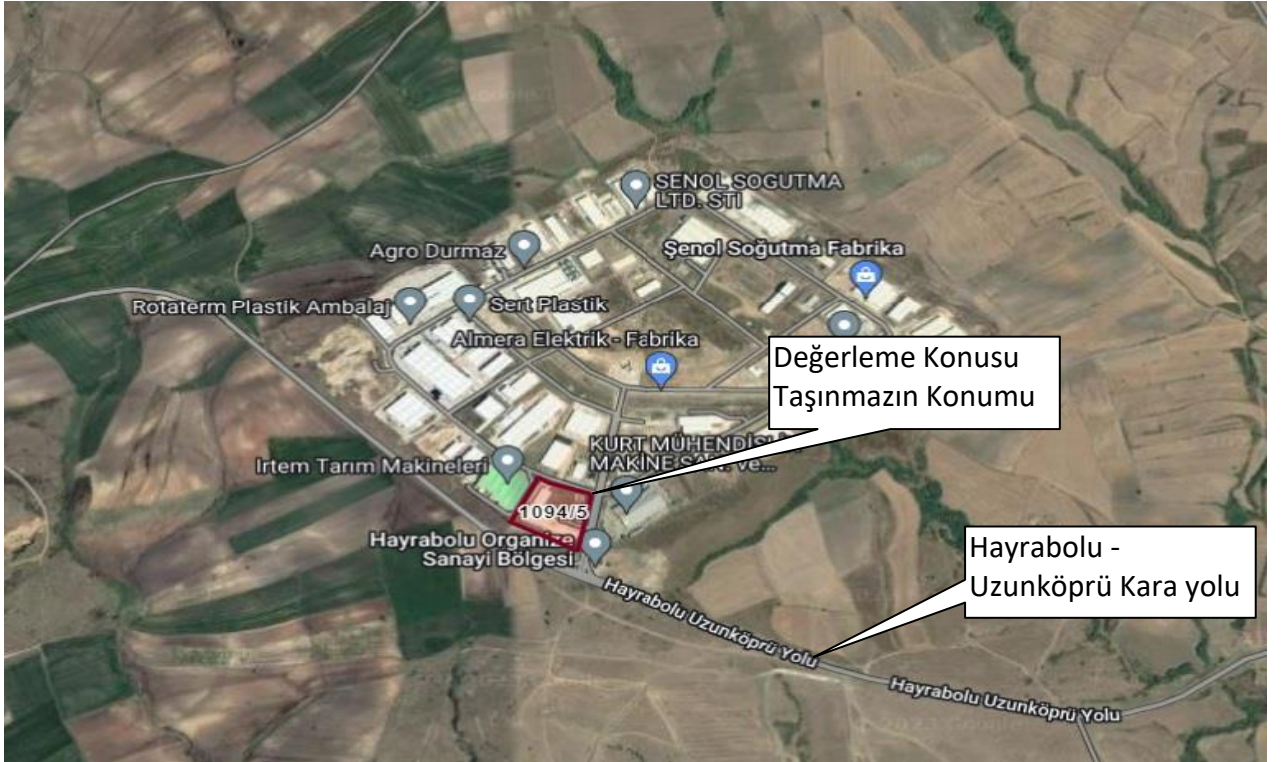 SENOL SOGUTMA
LTD. STI
Agro Durmaz
Şenol Soğutma Fabrika
Rotaterm Plastik Ambalaj
Sert Plastik
Almera Elektrik - Fabrika
Değerleme Konusu
Taşınmazın Konumu
KURT MÜHENDİSLİ
MAKİNE SAN. ve...
Irtem Tarım Makineleri
1094/5
Hayrabolu Organize
Sanayi Bölgesi
Hayrabolu -
Uzunköprü Kara yolu
Hayrabolu Uzunköprü Yolu
Hayrabolu Uzunköprü Yolu